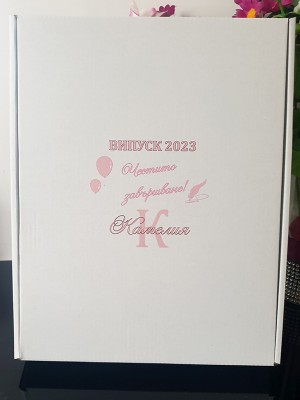 ВИПУСК 2023
Честито
завършване!
К
Камелия